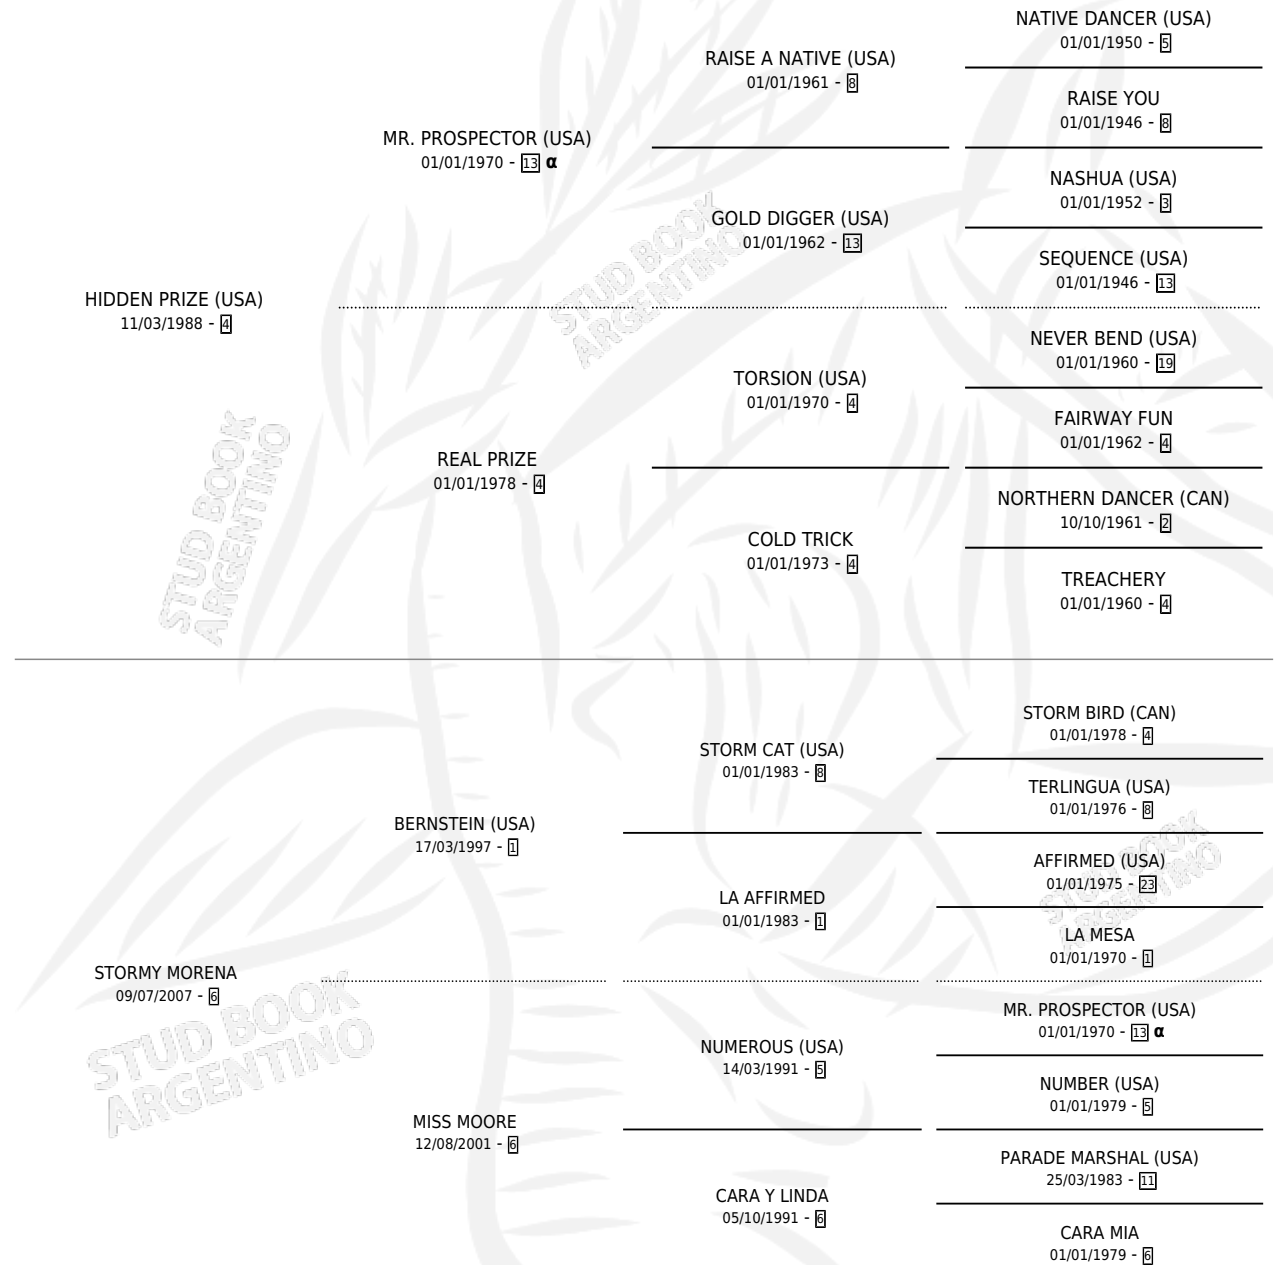 NATIVE DANCER (USA)
01/01/1950 - 5
RAISE A NATIVE (USA)
01/01/1961 - 8
RAISE YOU
01/01/1946 - 8
MR. PROSPECTOR (USA)
01/01/1970 - 13 α
NASHUA (USA)
01/01/1952 - 3
GOLD DIGGER (USA)
01/01/1962 - 13
SEQUENCE (USA)
01/01/1946 - 13
HIDDEN PRIZE (USA)
11/03/1988 - 4
NEVER BEND (USA)
01/01/1960 - 19
TORSION (USA)
01/01/1970 - 4
FAIRWAY FUN
01/01/1962 - 4
REAL PRIZE
01/01/1978 - 4
NORTHERN DANCER (CAN)
10/10/1961 - 2
COLD TRICK
01/01/1973 - 4
TREACHERY
01/01/1960 - 4
STORM BIRD (CAN)
01/01/1978 - 4
STORM CAT (USA)
01/01/1983 - 8
TERLINGUA (USA)
01/01/1976 - 8
BERNSTEIN (USA)
17/03/1997 - 1
AFFIRMED (USA)
01/01/1975 - 23
LA AFFIRMED
01/01/1983 - 1
LA MESA
01/01/1970 - 1
STORMY MORENA
09/07/2007 - 6
MR. PROSPECTOR (USA)
01/01/1970 - 13 α
NUMEROUS (USA)
14/03/1991 - 5
NUMBER (USA)
01/01/1979 - 5
MISS MOORE
12/08/2001 - 6
PARADE MARSHAL (USA)
25/03/1983 - 11
CARA Y LINDA
05/10/1991 - 6
CARA MIA
01/01/1979 - 6
STUD BOOK
ARGENTINO
STUD BOOK
ARGENTINO
STUD BOOK
ARGENTINO
STUD BOOK
ARGENTINO